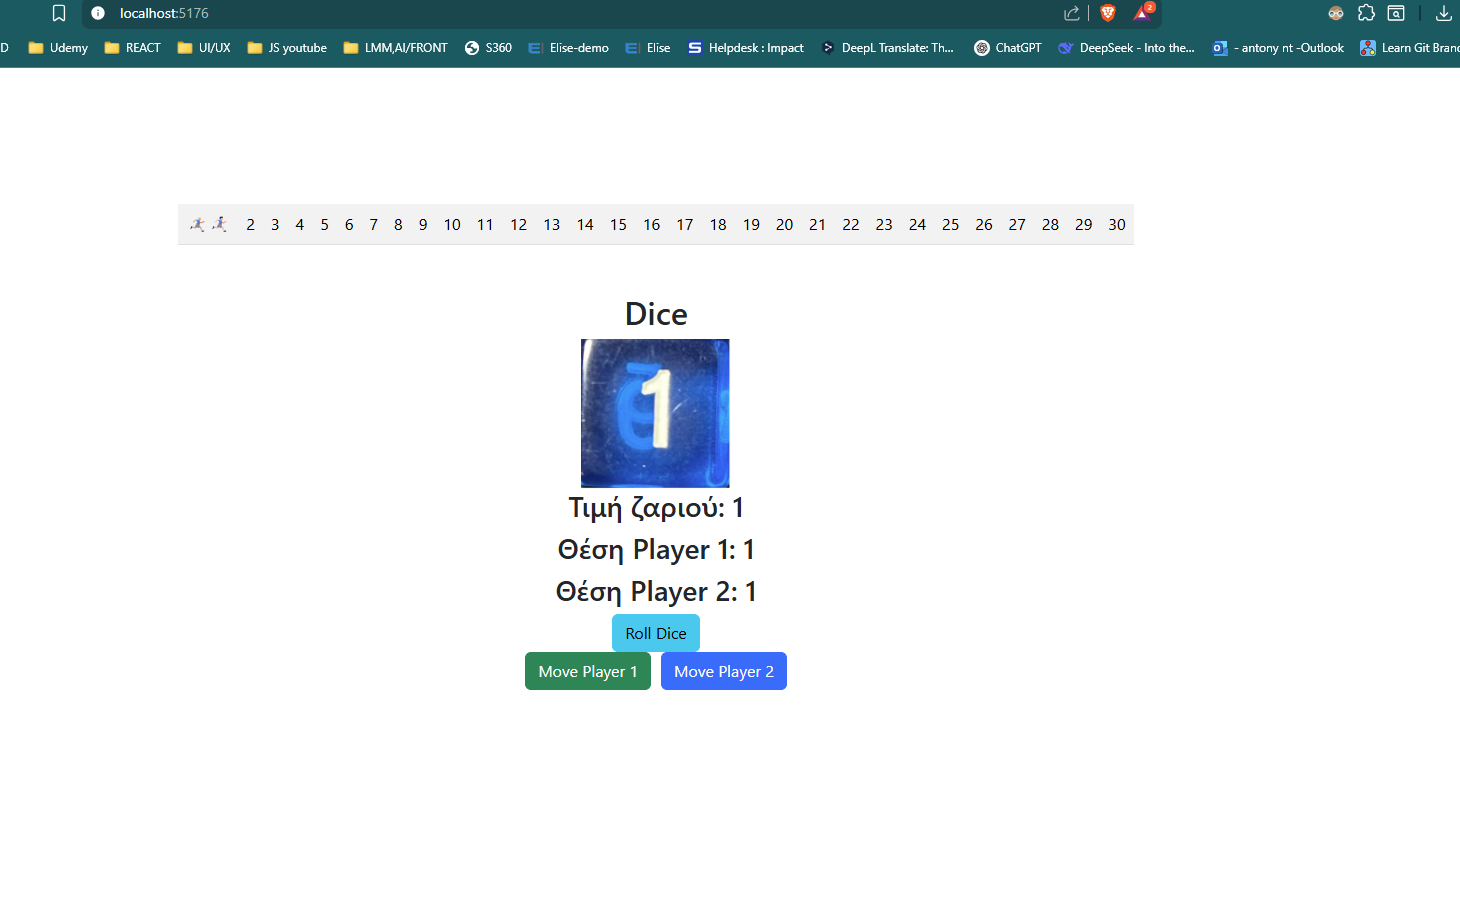 localhost:5176
D Udemy REACT UI/UX JS youtube LMM,AI/FRONT S360 Elise-demo Elise Helpdesk : Impact DeepL Translate: Th... ChatGPT DeepSeek - Into the... - antony nt -Outlook Learn Git Branc
2 3 4 5 6 7 8 9 10 11 12 13 14 15 16 17 18 19 20 21 22 23 24 25 26 27 28 29 30
Dice
1
Τιμή ζαριού: 1
Θέση Player 1: 1
Θέση Player 2: 1
Roll Dice
Move Player 1 Move Player 2